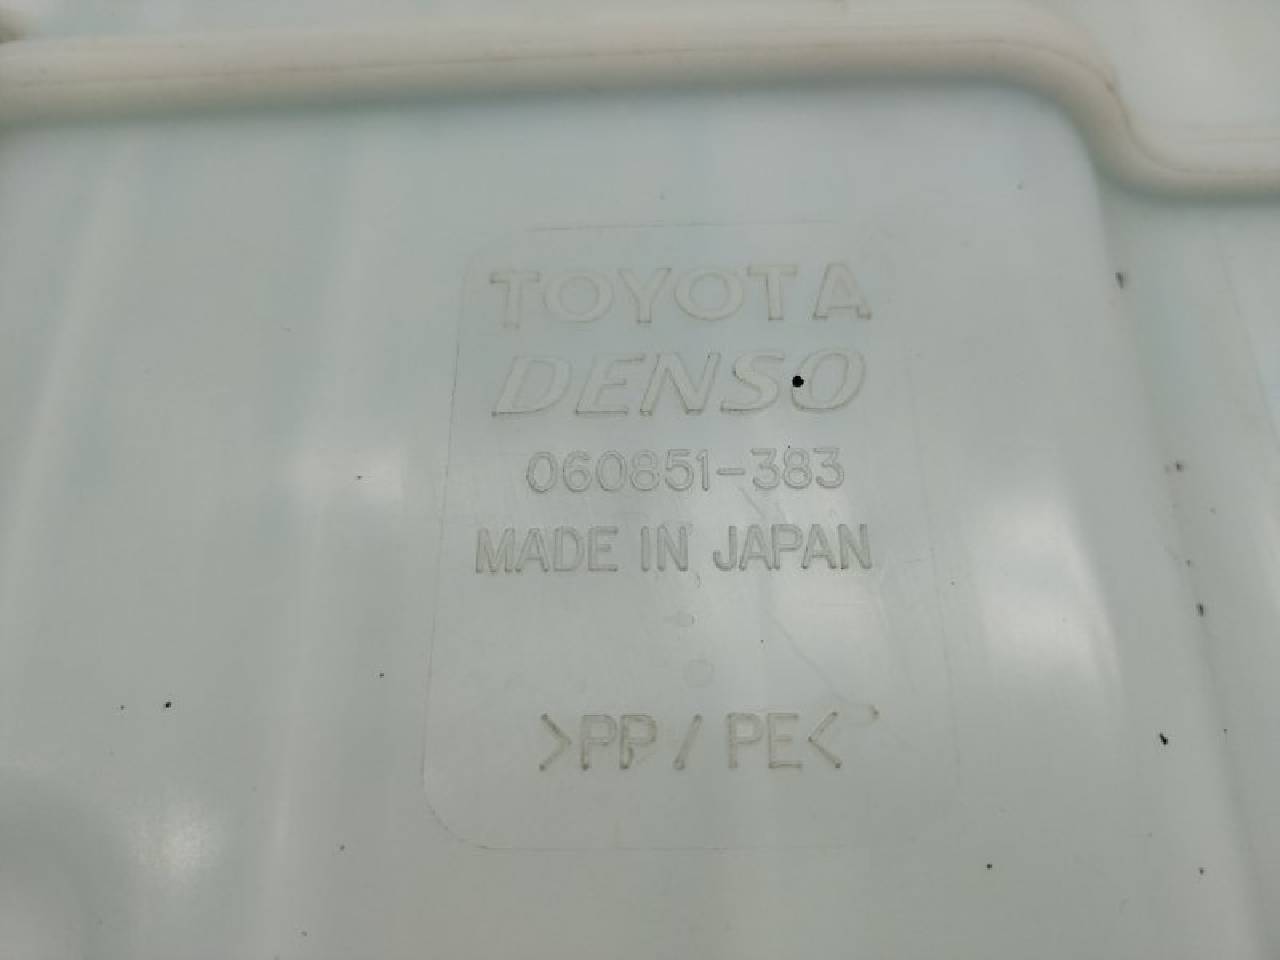 TOYOTA
DENSO
060851-383
MADE IN JAPAN
>PP/PE<